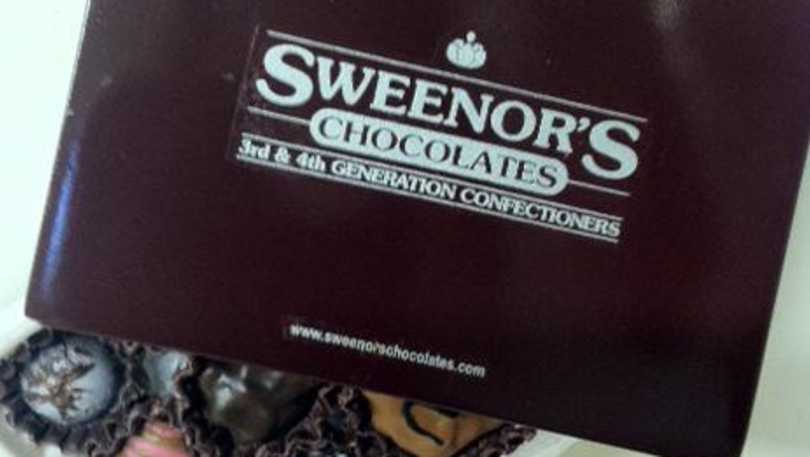 SWEENOR'S
CHOCOLATES
3rd & 4th GENERATION CONFECTIONERS
www.sweenorschocolates.com